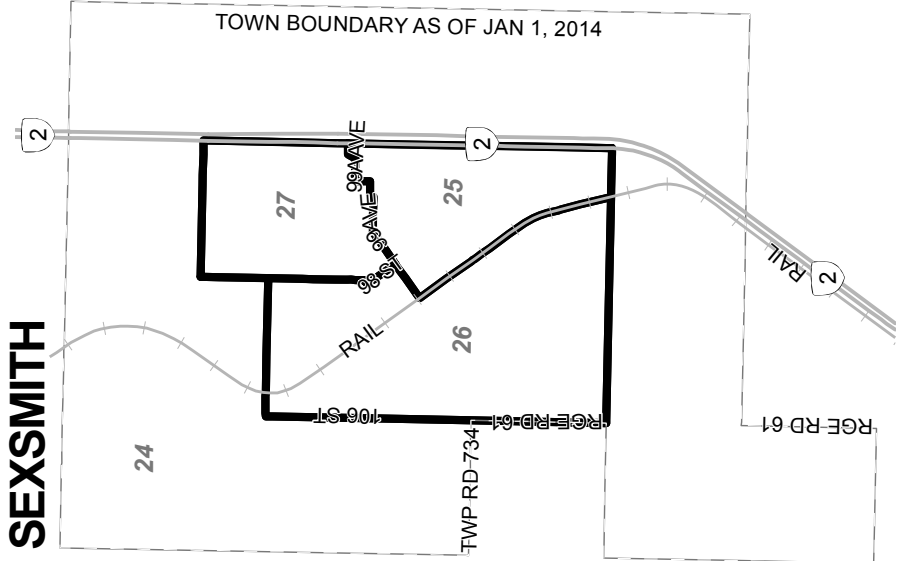 TOWN BOUNDARY AS OF JAN 1, 2014
2
2
99A AVE
27
25
99 AVE
98 ST
RAIL
2
RAIL
26
SEXSMITH
106 ST
RGE RD 61
RGE RD 61
24
TWP RD 734